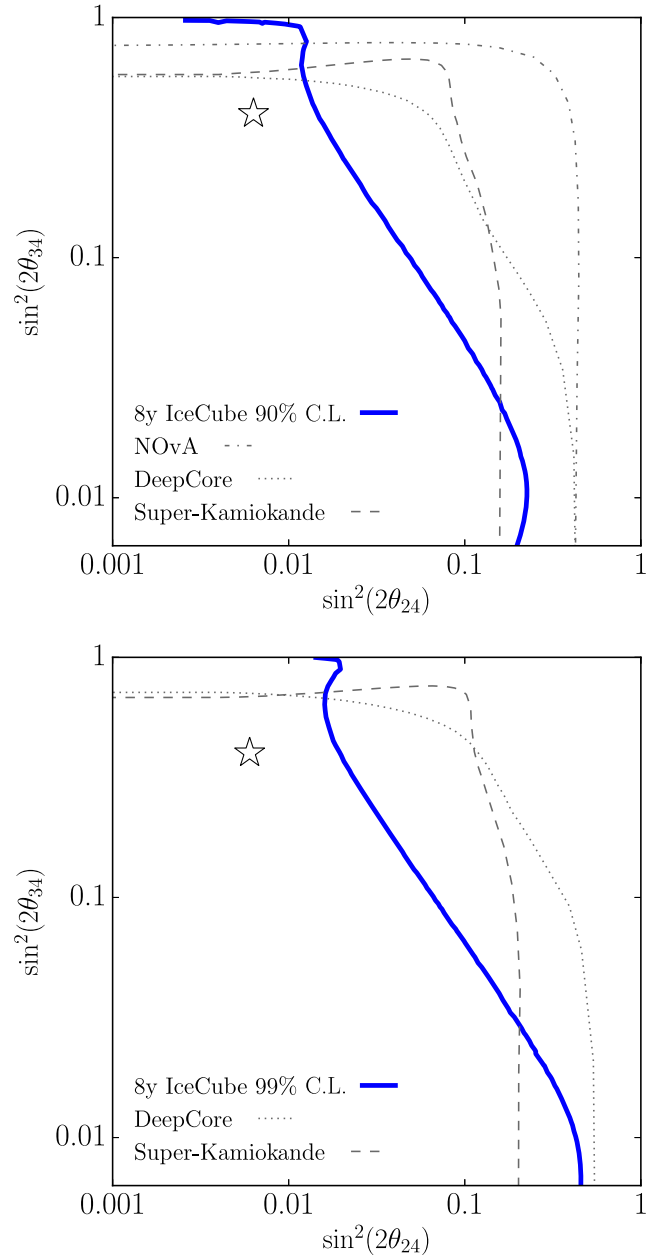 1
0.1
0.01
sin²(2θ₃₄)
8y IceCube 90% C.L.
NOvA
DeepCore
Super-Kamiokande
0.001 0.01 0.1 1
sin²(2θ₂₄)
1
0.1
0.01
sin²(2θ₃₄)
8y IceCube 99% C.L.
DeepCore
Super-Kamiokande
0.001 0.01 0.1 1
sin²(2θ₂₄)